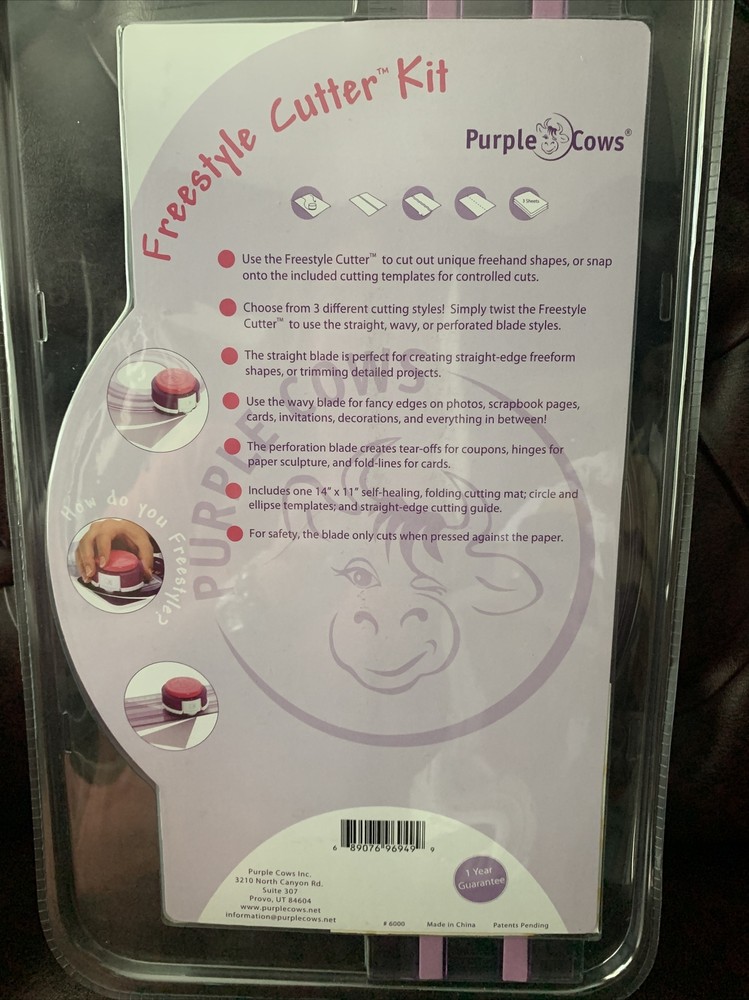 Freestyle Cutter™ Kit
Purple Cows®
3 Sheets
Use the Freestyle Cutter™ to cut out unique freehand shapes, or snap
onto the included cutting templates for controlled cuts.
Choose from 3 different cutting styles! Simply twist the Freestyle
Cutter™ to use the straight, wavy, or perforated blade styles.
The straight blade is perfect for creating straight-edge freeform
shapes, or trimming detailed projects.
Use the wavy blade for fancy edges on photos, scrapbook pages,
cards, invitations, decorations, and everything in between!
The perforation blade creates tear-offs for coupons, hinges for
paper sculpture, and fold-lines for cards.
Includes one 14" x 11" self-healing, folding cutting mat; circle and
ellipse templates; and straight-edge cutting guide.
For safety, the blade only cuts when pressed against the paper.
PURPLE COWS
How do you Freestyle?
6 89076 96949 9
Purple Cows Inc.
3210 North Canyon Rd.
Suite 307
Provo, UT 84604
www.purplecows.net
information@purplecows.net
1 Year
Guarantee
# 6000 Made in China Patents Pending